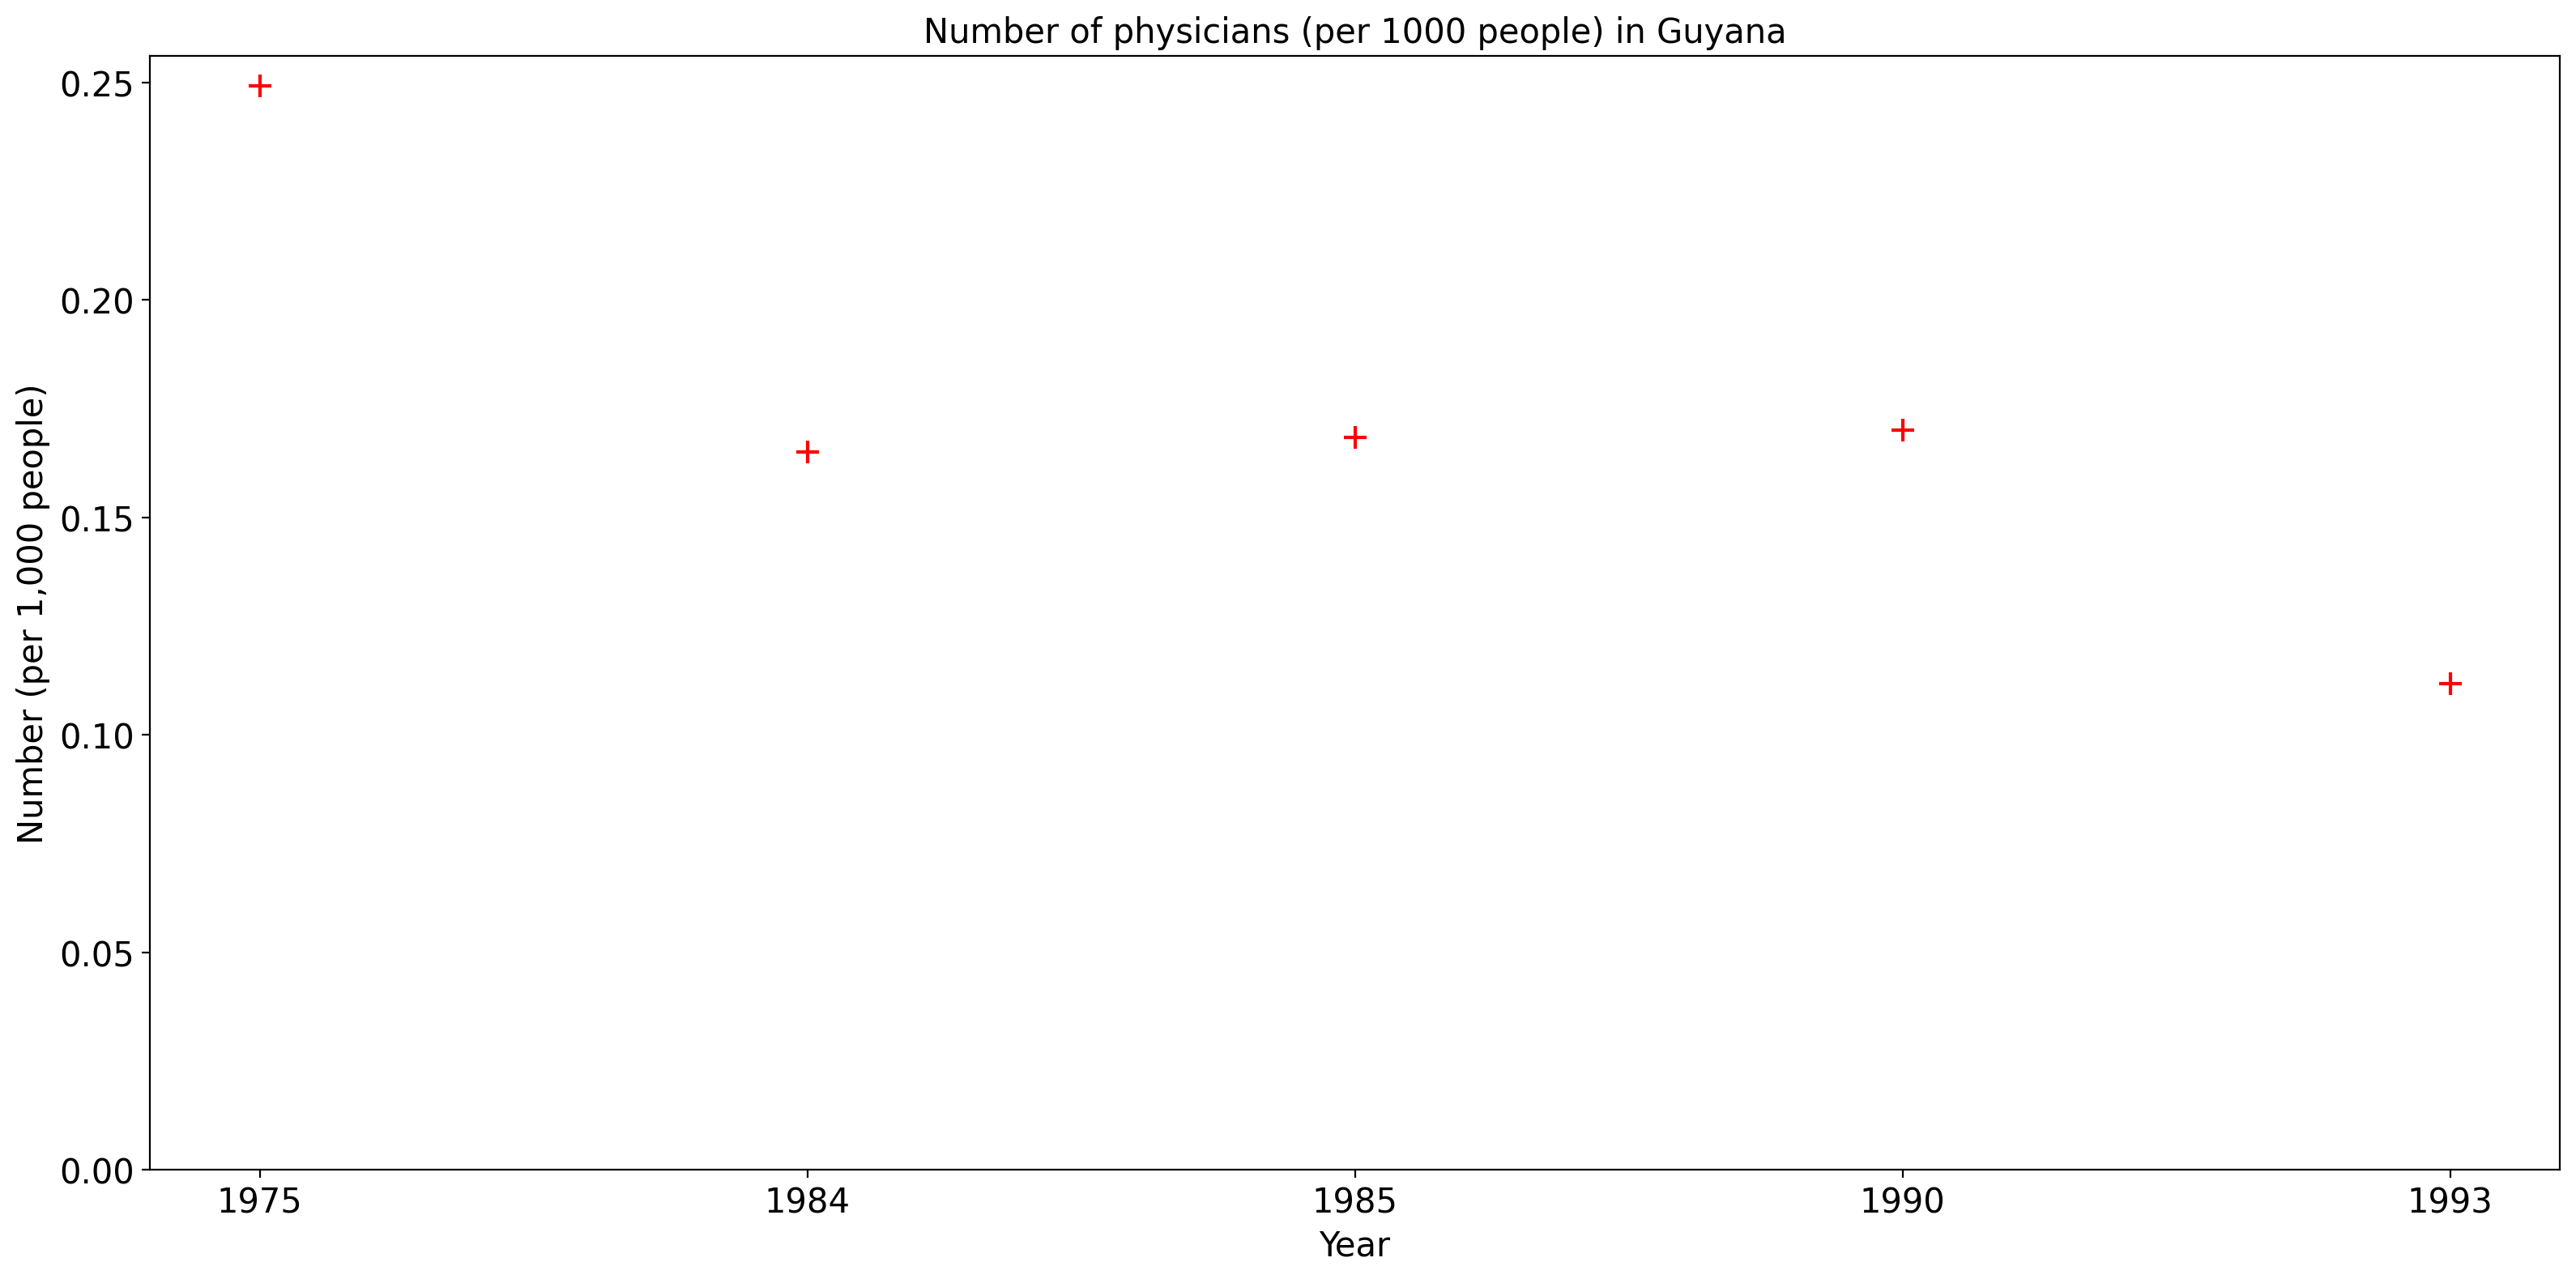 Number of physicians (per 1000 people) in Guyana
Number (per 1,000 people)
0.25
0.20
0.15
0.10
0.05
0.00
1975 1984 1985 1990 1993
Year